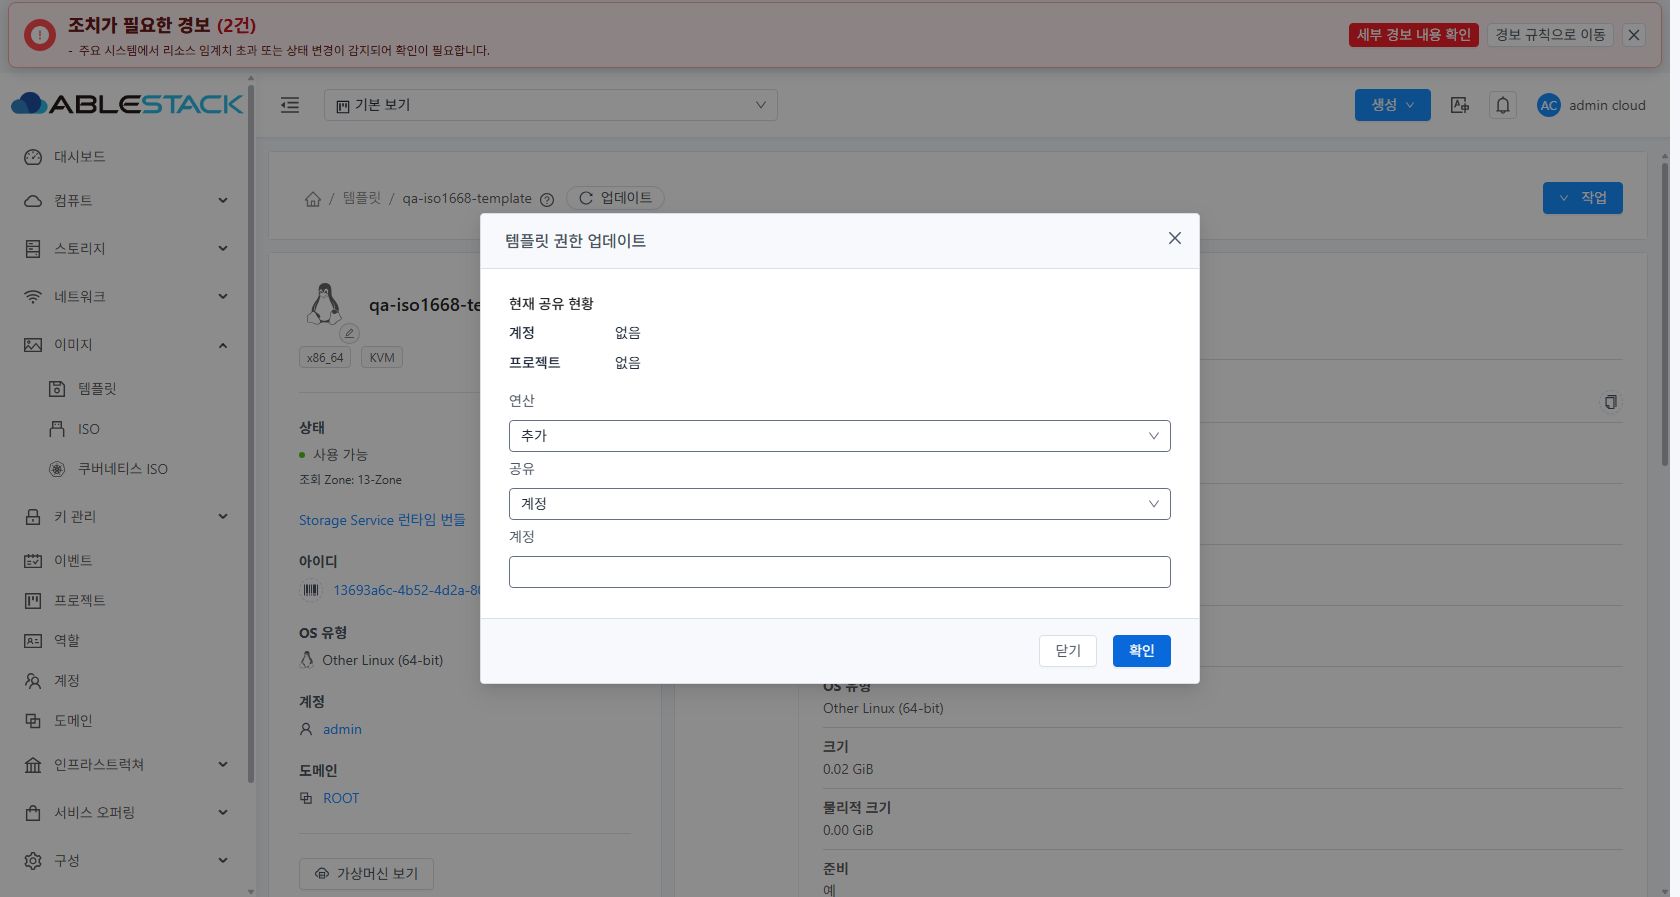 조치가 필요한 경보 (2건)
- 주요 시스템에서 리소스 임계치 초과 또는 상태 변경이 감지되어 확인이 필요합니다.
세부 경보 내용 확인
경보 규칙으로 이동
ABLESTACK
기본 보기
생성
AC admin cloud
대시보드
컴퓨트
스토리지
네트워크
이미지
템플릿
ISO
쿠버네티스 ISO
키 관리
이벤트
프로젝트
역할
계정
도메인
인프라스트럭쳐
서비스 오퍼링
구성
/ 템플릿 / qa-iso1668-template
업데이트
작업
qa-iso1668-te
x86_64
KVM
상태
사용 가능
조회 Zone: 13-Zone
Storage Service 런타임 번들
아이디
13693a6c-4b52-4d2a-8
OS 유형
Other Linux (64-bit)
계정
admin
도메인
ROOT
가상머신 보기
템플릿 권한 업데이트
현재 공유 현황
계정 없음
프로젝트 없음
연산
추가
공유
계정
계정
닫기
확인
OS 유형
Other Linux (64-bit)
크기
0.02 GiB
물리적 크기
0.00 GiB
준비
예